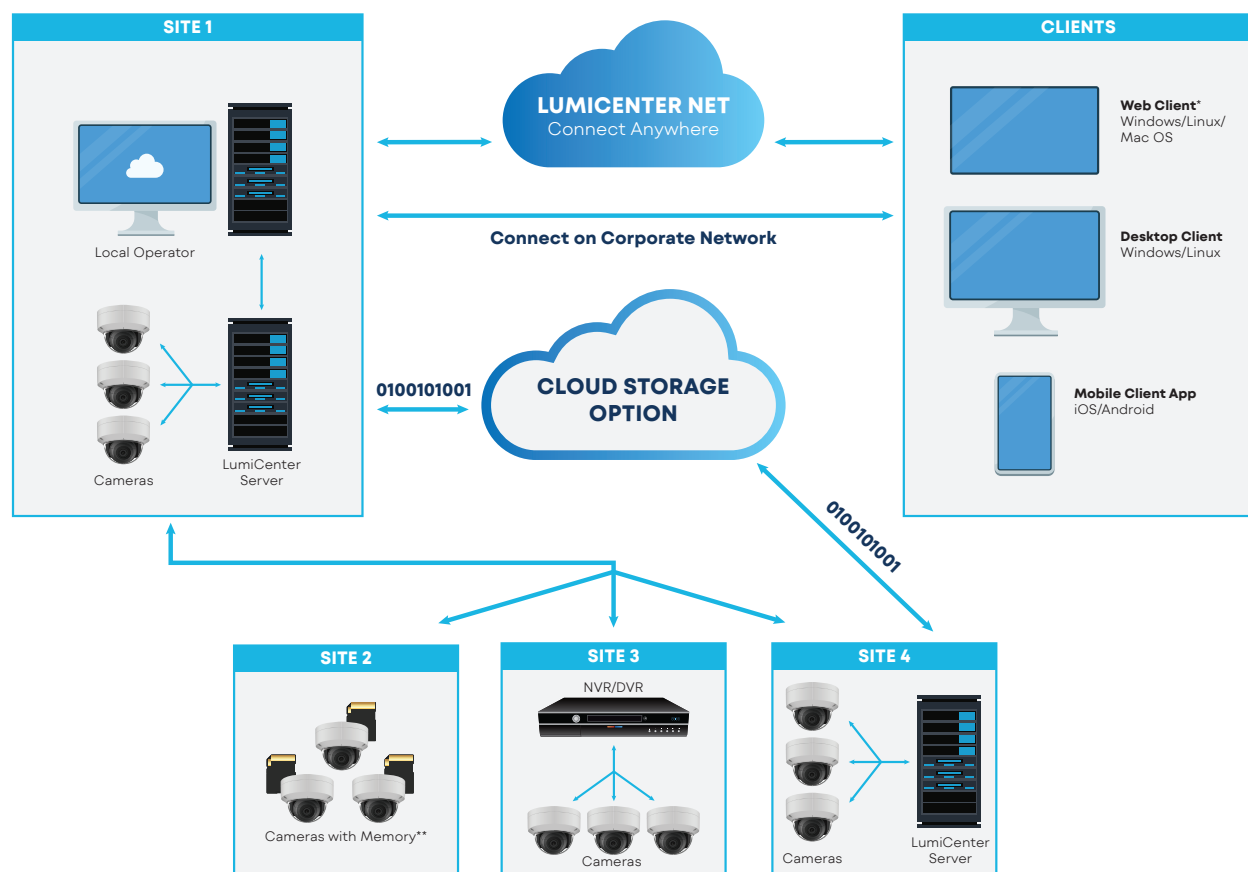 SITE 1
Local Operator
Cameras
LumiCenter
Server
LUMICENTER NET
Connect Anywhere
Connect on Corporate Network
0100101001
CLOUD STORAGE
OPTION
0100101001
CLIENTS
Web Client*
Windows/Linux/
Mac OS
Desktop Client
Windows/Linux
Mobile Client App
iOS/Android
SITE 2
Cameras with Memory**
SITE 3
NVR/DVR
Cameras
SITE 4
Cameras
LumiCenter
Server